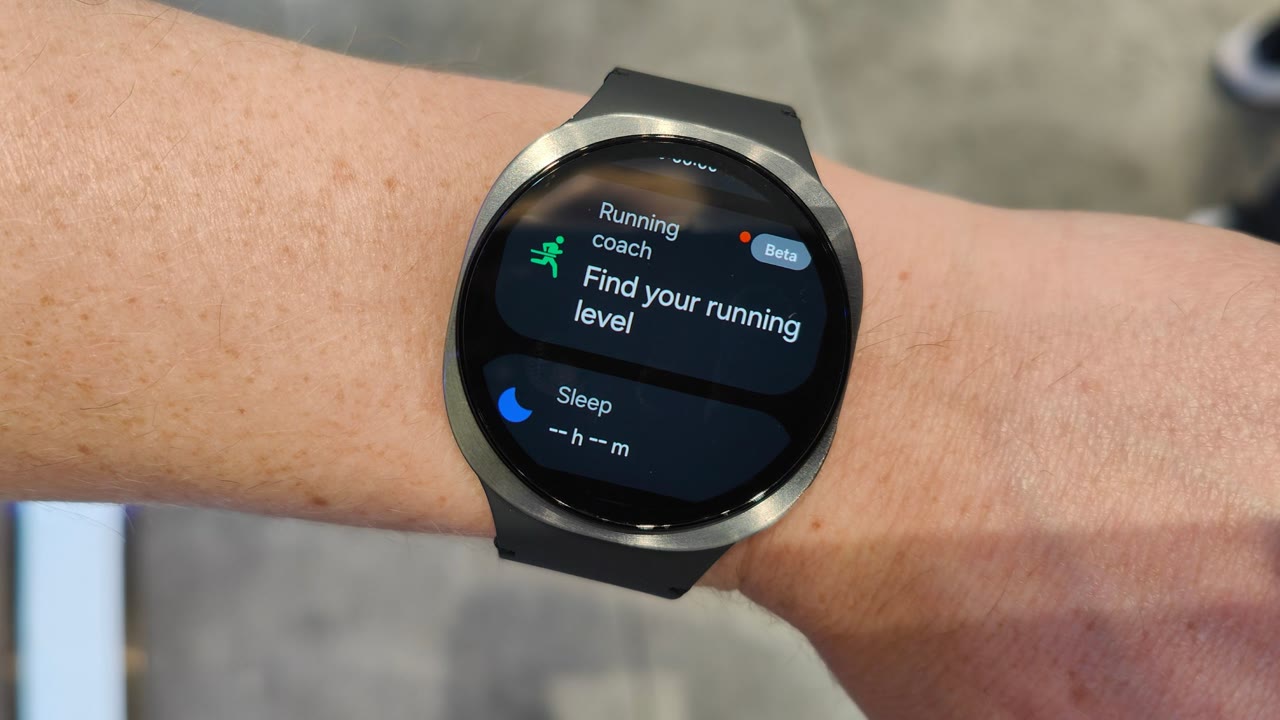 Running
coach
Beta
Find your running
level
Sleep
-- h -- m